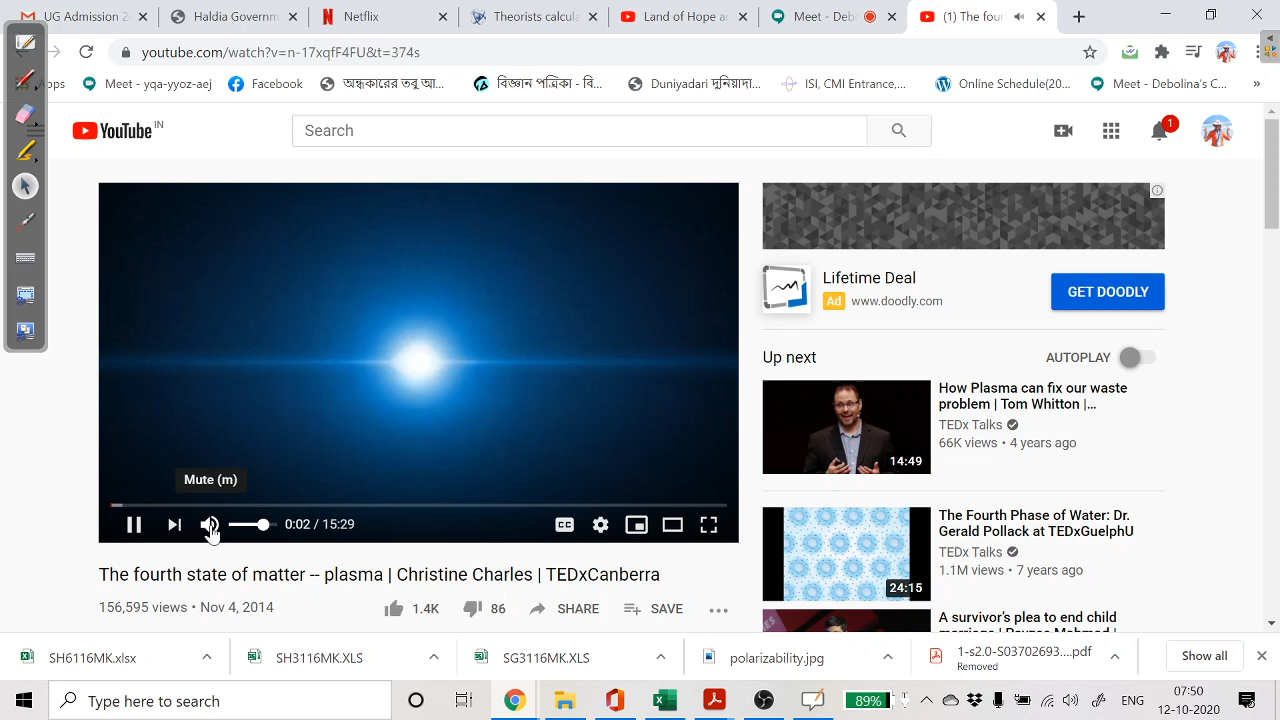 UG Admission 2
Haldia Governm
Netflix
Theorists calcula
Land of Hope a
Meet - Deb
(1) The fou
youtube.com/watch?v=n-17xqfF4FU&t=374s
ps
Meet - yqa-yyoz-aej
Facebook
অন্ধকারের তবু আ...
বিজ্ঞান পত্রিকা - বি...
Duniyadari দুনিয়াদা...
ISI, CMI Entrance,...
Online Schedule(20...
Meet - Debolina's C...
YouTube IN
Search
1
Lifetime Deal
Ad www.doodly.com
GET DOODLY
Up next
AUTOPLAY
How Plasma can fix our waste
problem | Tom Whitton |...
TEDx Talks
66K views • 4 years ago
14:49
Mute (m)
0:02 / 15:29
CC
The Fourth Phase of Water: Dr.
Gerald Pollack at TEDxGuelphU
TEDx Talks
1.1M views • 7 years ago
24:15
The fourth state of matter -- plasma | Christine Charles | TEDxCanberra
156,595 views • Nov 4, 2014
1.4K
86
SHARE
SAVE
A survivor's plea to end child
SH6116MK.xlsx
SH3116MK.XLS
SG3116MK.XLS
polarizability.jpg
1-s2.0-S03702693....pdf
Removed
Show all
Type here to search
89%
ENG
07:50
12-10-2020